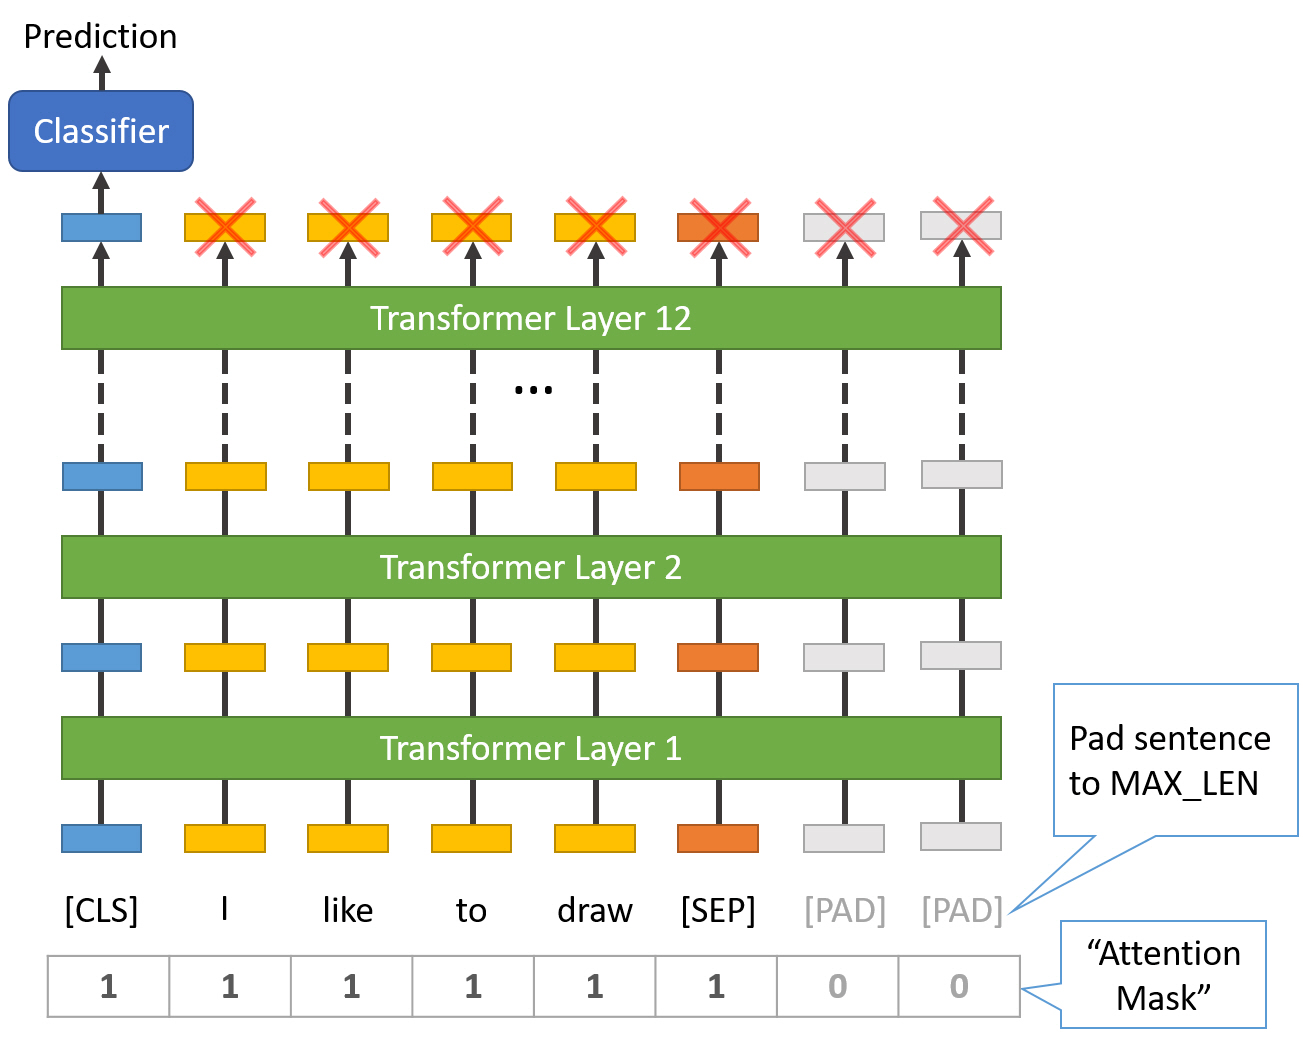 Prediction
Classifier
Transformer Layer 12
...
Transformer Layer 2
Transformer Layer 1
Pad sentence
to MAX_LEN
[CLS] I like to draw [SEP] [PAD] [PAD]
1 1 1 1 1 1 0 0
“Attention
Mask”